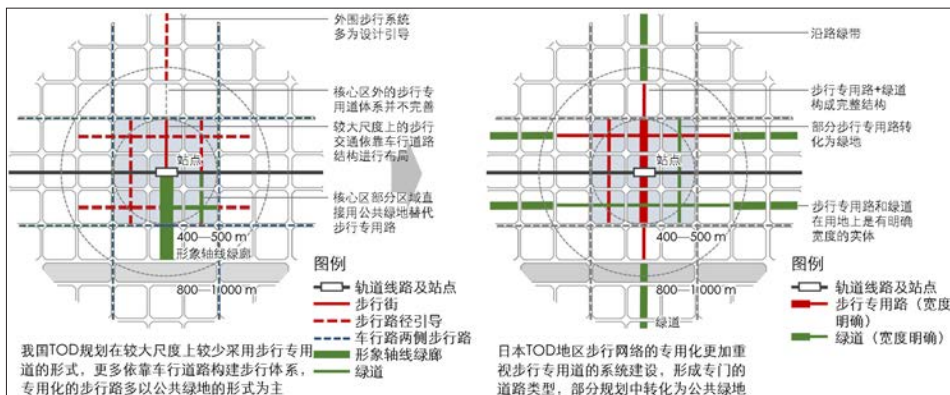 外围步行系统
多为设计引导
核心区外的步行专
用道体系并不完善
较大尺度上的步行
交通依靠车行道路
结构进行布局
站点
核心区部分区域直
接用公共绿地替代
步行专用路
400—500 m
形象轴线绿廊
800—1 000 m
图例
轨道线路及站点
步行街
步行路径引导
车行路两侧步行路
形象轴线绿廊
绿道
我国TOD规划在较大尺度上较少采用步行专用
道的形式，更多依靠车行道路构建步行体系，
专用化的步行路多以公共绿地的形式为主
沿路绿带
步行专用路+绿道
构成完整结构
部分步行专用路转
化为绿地
站点
步行专用路和绿道
在用地上是有明确
宽度的实体
400—500 m
800—1 000 m
绿道
图例
轨道线路及站点
步行专用路（宽度
明确）
绿道（宽度明确）
日本TOD地区步行网络的专用化更加重
视步行专用道的系统建设，形成专门的
道路类型，部分规划中转化为公共绿地